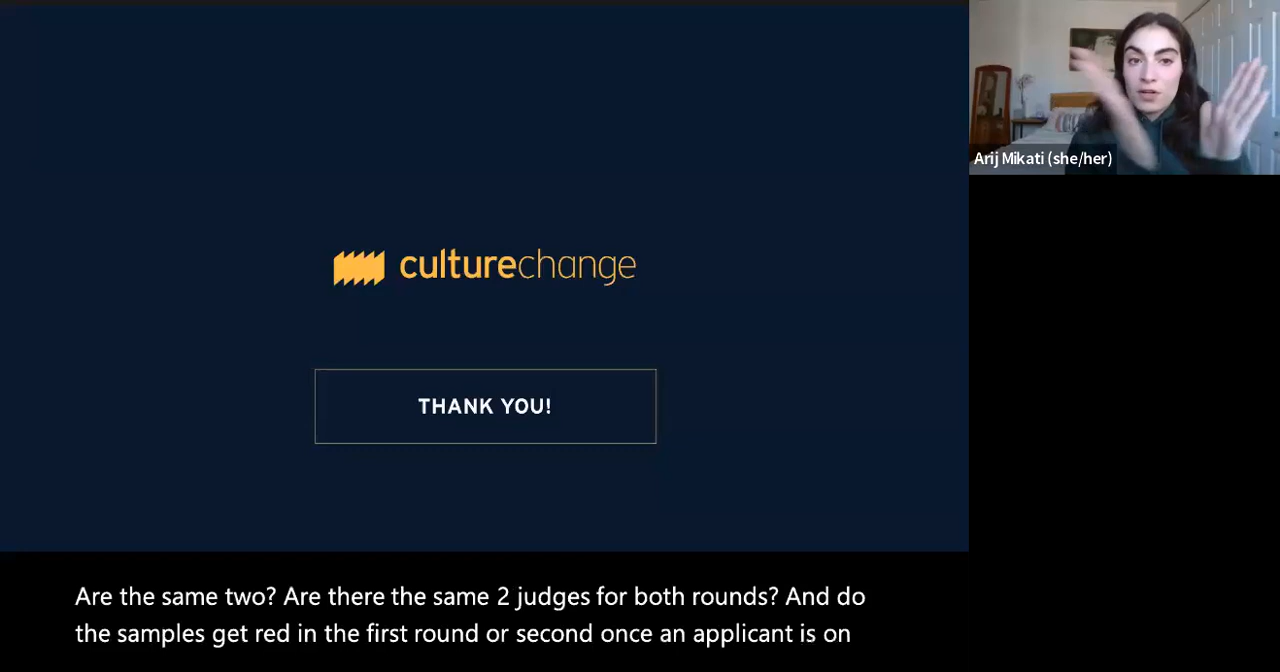 Arij Mikati (she/her)
culturechange
THANK YOU!
Are the same two? Are there the same 2 judges for both rounds? And do
the samples get red in the first round or second once an applicant is on